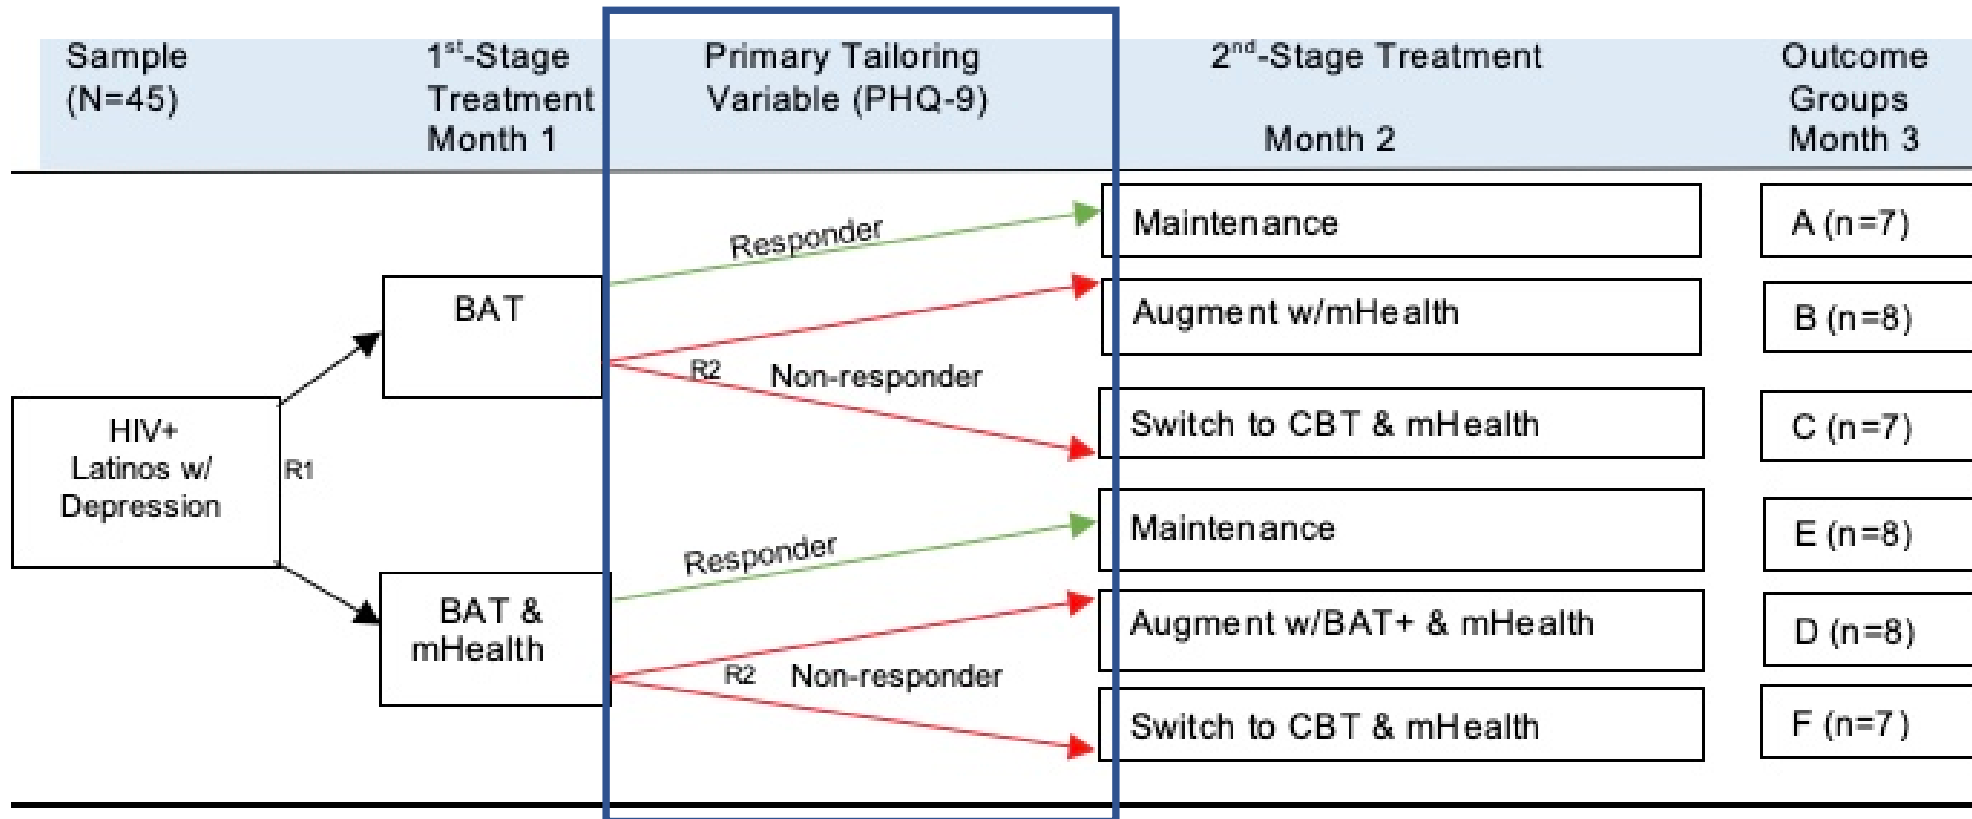 Sample
(N=45)
1st-Stage
Treatment
Month 1
Primary Tailoring
Variable (PHQ-9)
2nd-Stage Treatment
Month 2
Outcome
Groups
Month 3
HIV+
Latinos w/
Depression
R1
BAT
BAT &
mHealth
Responder
R2
Non-responder
Responder
R2
Non-responder
Maintenance
A (n=7)
Augment w/mHealth
B (n=8)
Switch to CBT & mHealth
C (n=7)
Maintenance
E (n=8)
Augment w/BAT+ & mHealth
D (n=8)
Switch to CBT & mHealth
F (n=7)